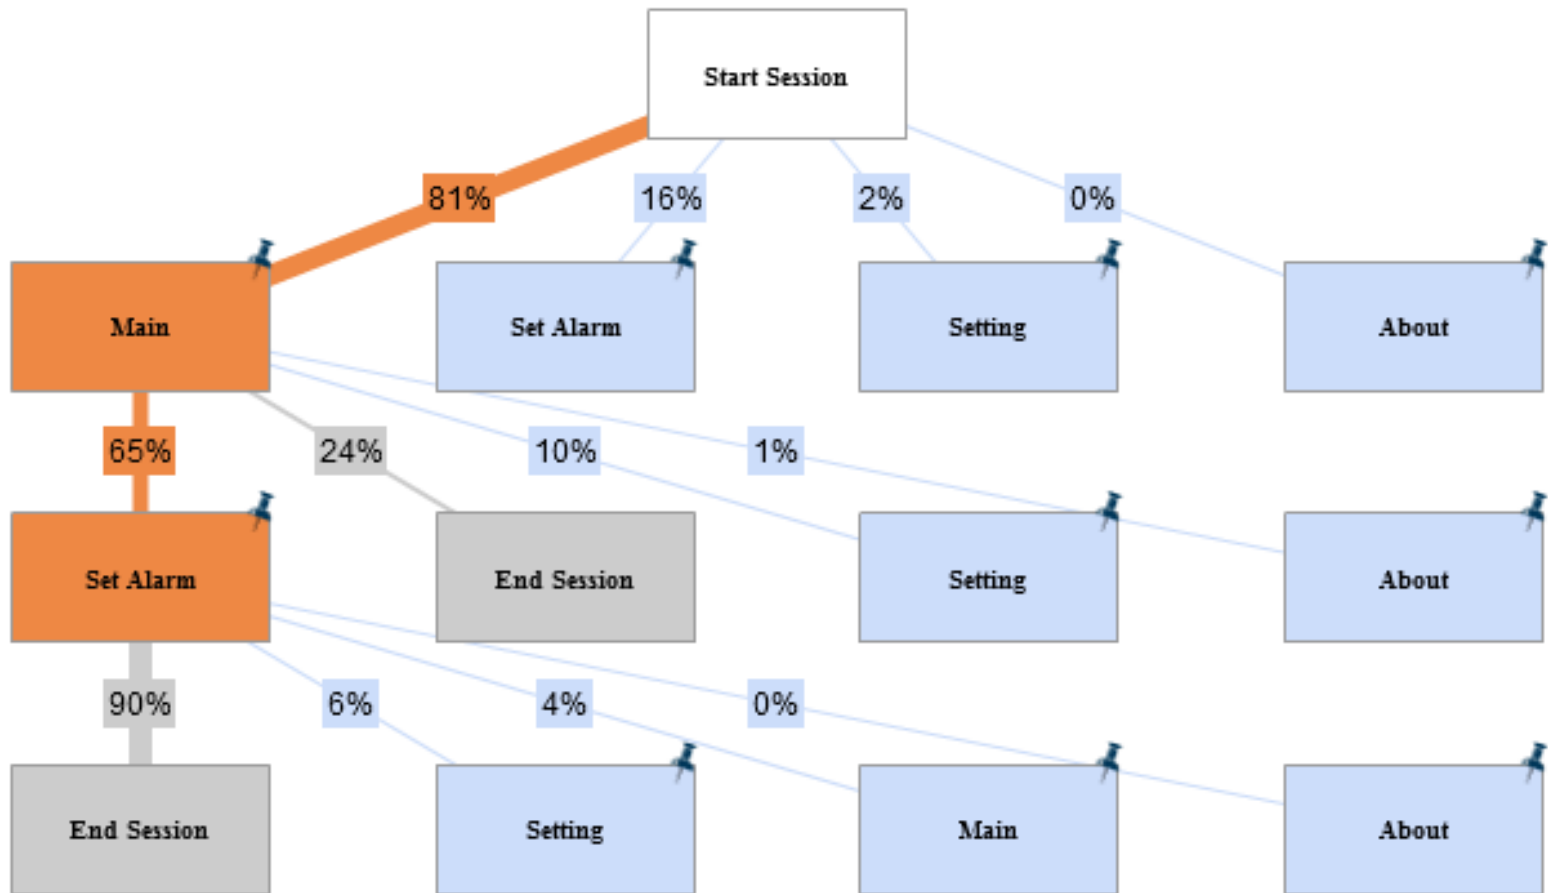 Start Session
81%
16%
2%
0%
Main
Set Alarm
Setting
About
65%
24%
10%
1%
Set Alarm
End Session
Setting
About
90%
6%
4%
0%
End Session
Setting
Main
About